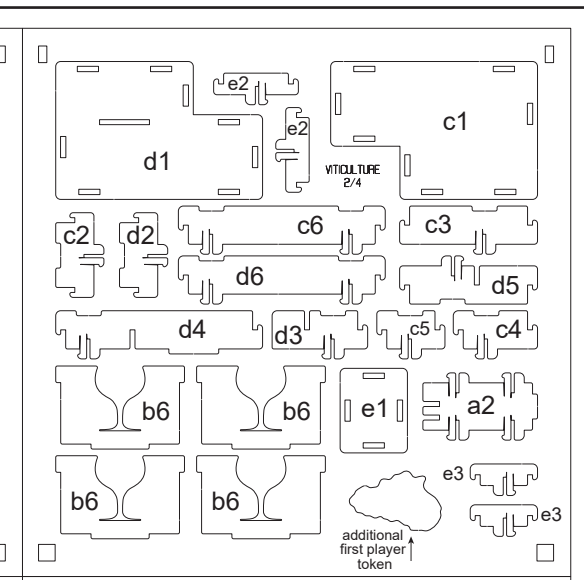 e2
c1
e2
d1
VITICULTURE
2/4
c2
d2
c6
c3
d6
d5
d4
d3
c5
c4
b6
b6
e1
a2
b6
b6
e3
e3
additional
first player
token